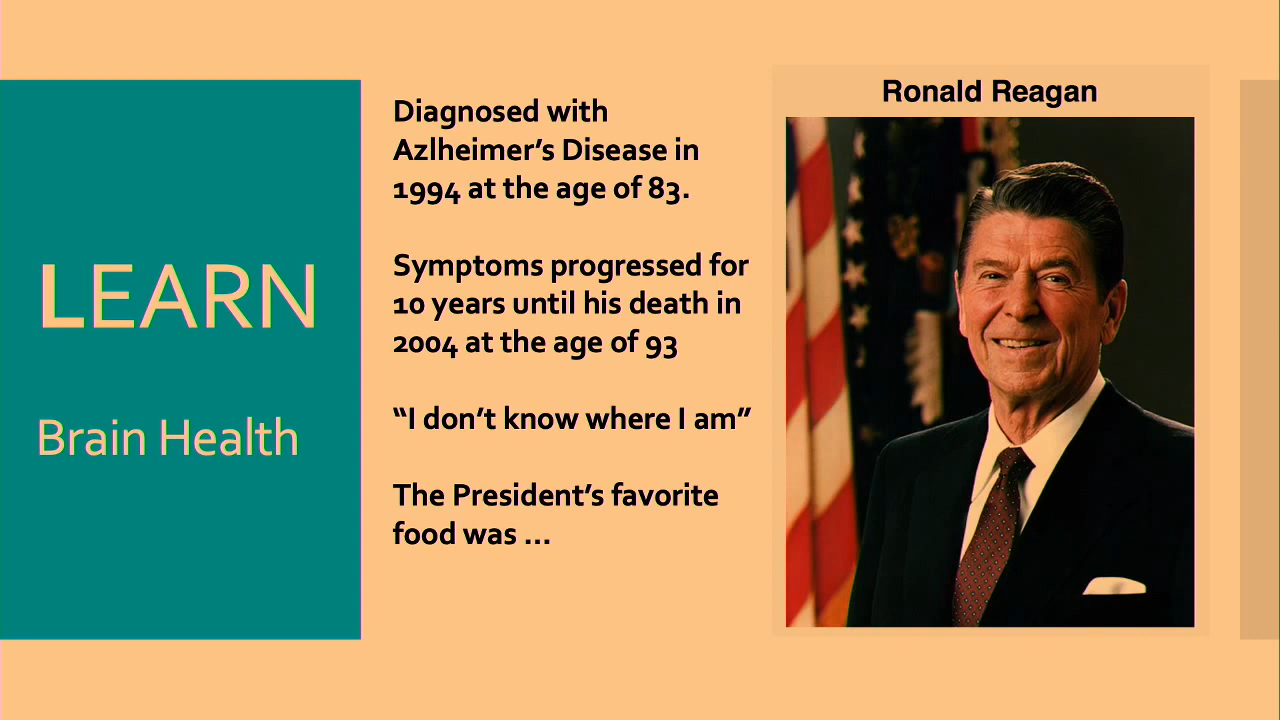 LEARN
Brain Health
Diagnosed with
Azlheimer’s Disease in
1994 at the age of 83.
Symptoms progressed for
10 years until his death in
2004 at the age of 93
“I don’t know where I am”
The President’s favorite
food was ...
Ronald Reagan